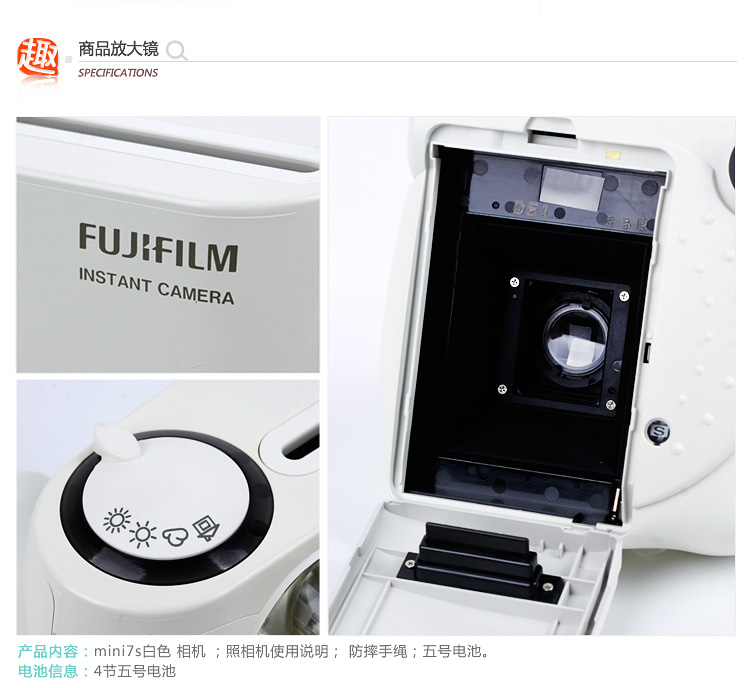 趣
商品放大镜
SPECIFICATIONS
FUJIFILM
INSTANT CAMERA
S
产品内容：mini7s白色 相机 ；照相机使用说明； 防摔手绳；五号电池。
电池信息：4节五号电池